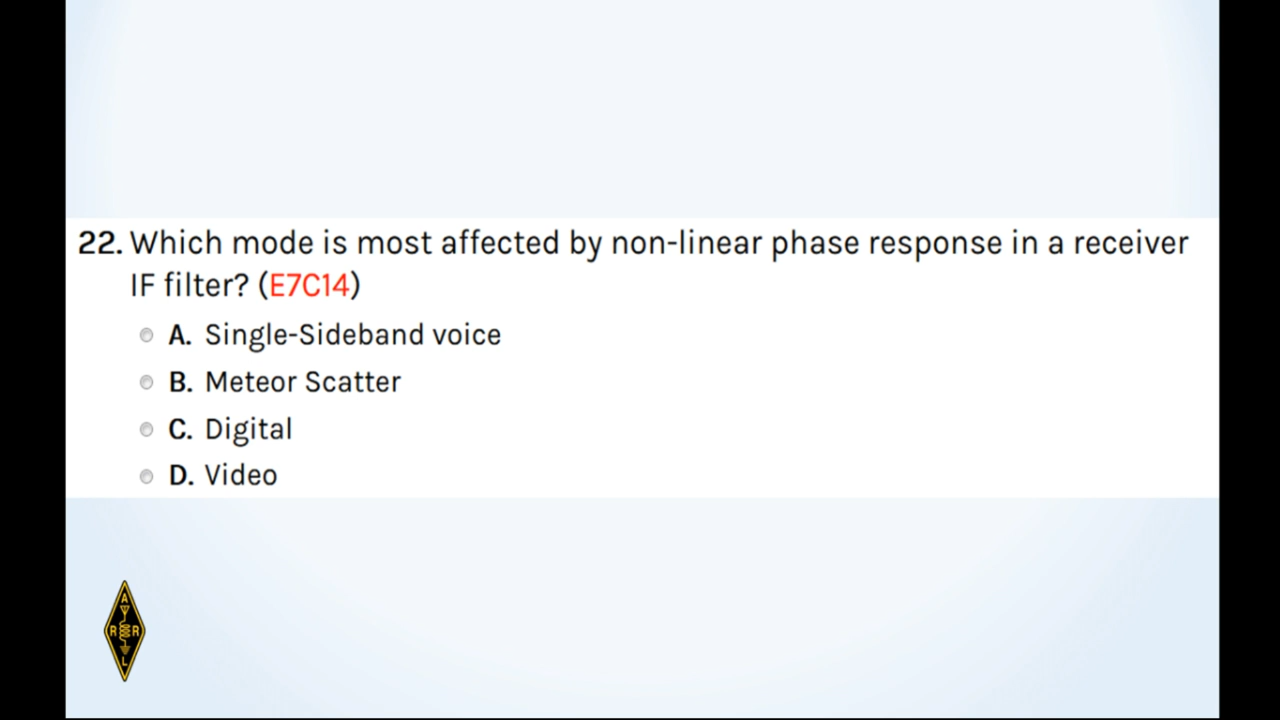 22. Which mode is most affected by non-linear phase response in a receiver
IF filter? (E7C14)
A. Single-Sideband voice
B. Meteor Scatter
C. Digital
D. Video
A
R R
L